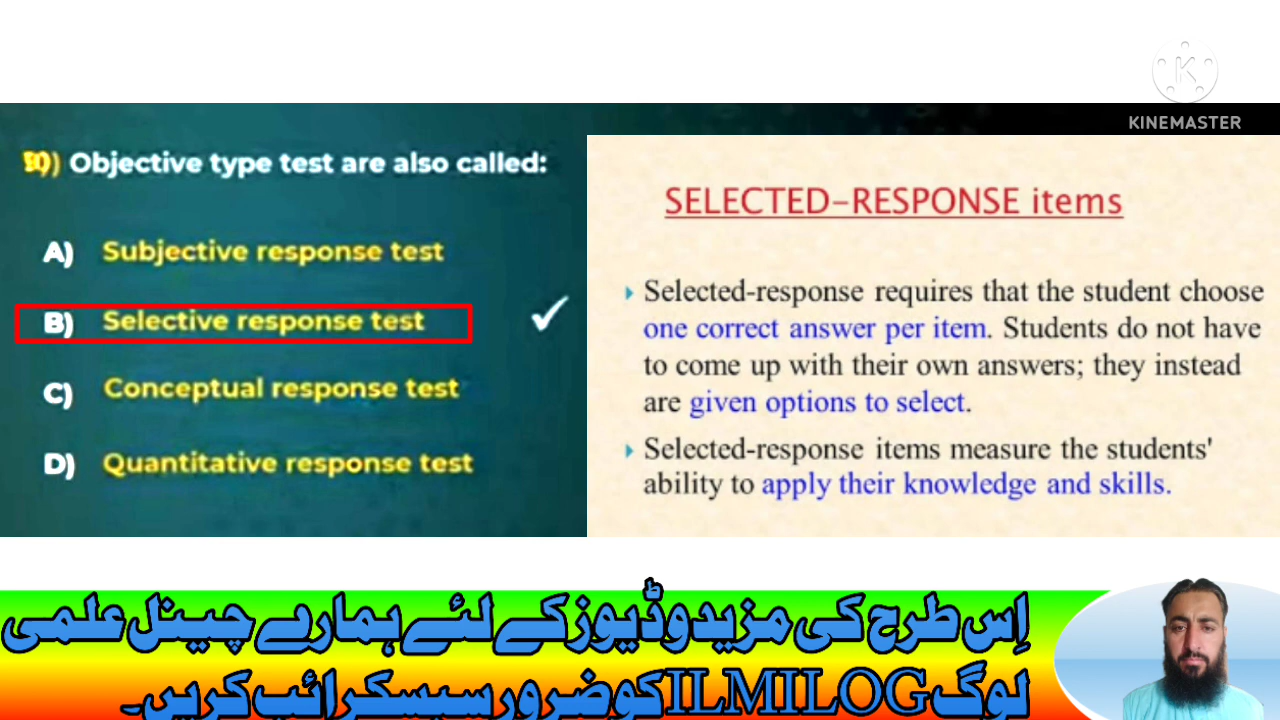 KINEMASTER
Objective type test are also called:
A) Subjective response test
B) Selective response test
C) Conceptual response test
D) Quantitative response test
SELECTED-RESPONSE items
Selected-response requires that the student choose
one correct answer per item. Students do not have
to come up with their own answers; they instead
are given options to select.
Selected-response items measure the students'
ability to apply their knowledge and skills.
اِس طرح کی مزید وڈیوز کے لئے ہمارے چینل علمی
لوگ ILMILOG کو ضرور سبسکرائب کریں۔